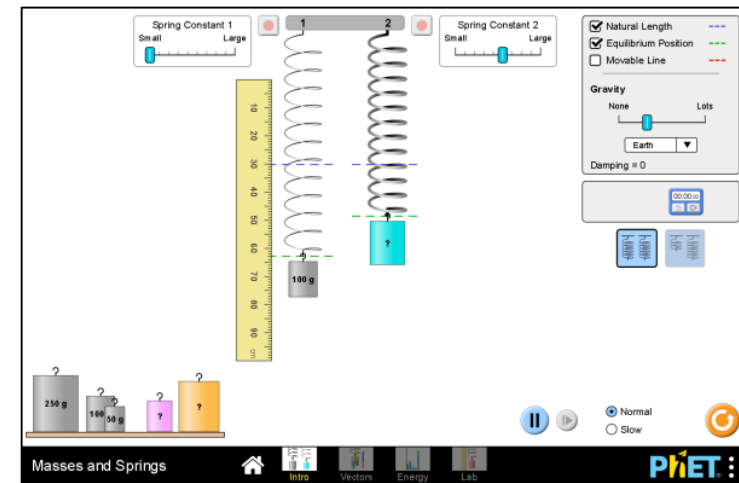 Spring Constant 1
Small Large
1 2
Spring Constant 2
Small Large
Natural Length
Equilibrium Position
Movable Line
Gravity
None Lots
Earth
Damping = 0
00:00.00
10
20
30
40
50
60
70
80
90
cm
100 g
?
250 g
100
50 g
?
?
Normal
Slow
Masses and Springs
Intro
Vectors
Energy
Lab
PhET